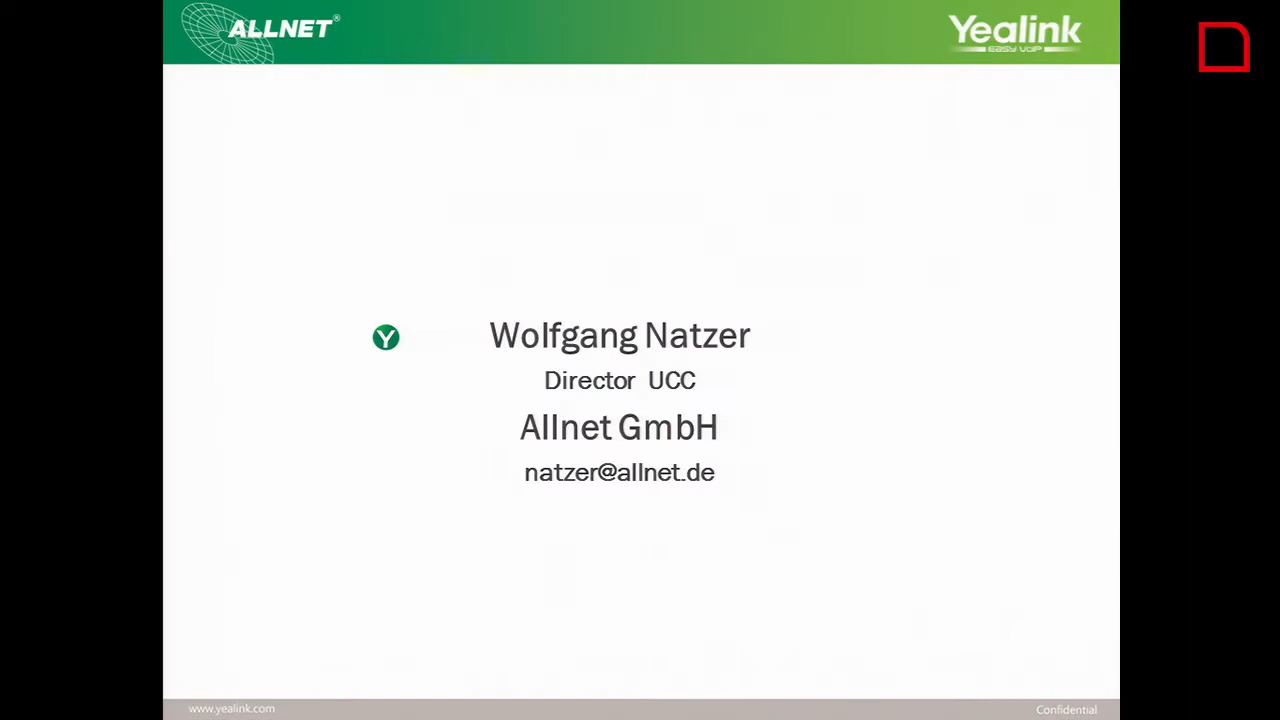 ALLNET®
Yealink
EASY VOIP
Y
Wolfgang Natzer
Director UCC
Allnet GmbH
natzer@allnet.de
www.yealink.com
Confidential